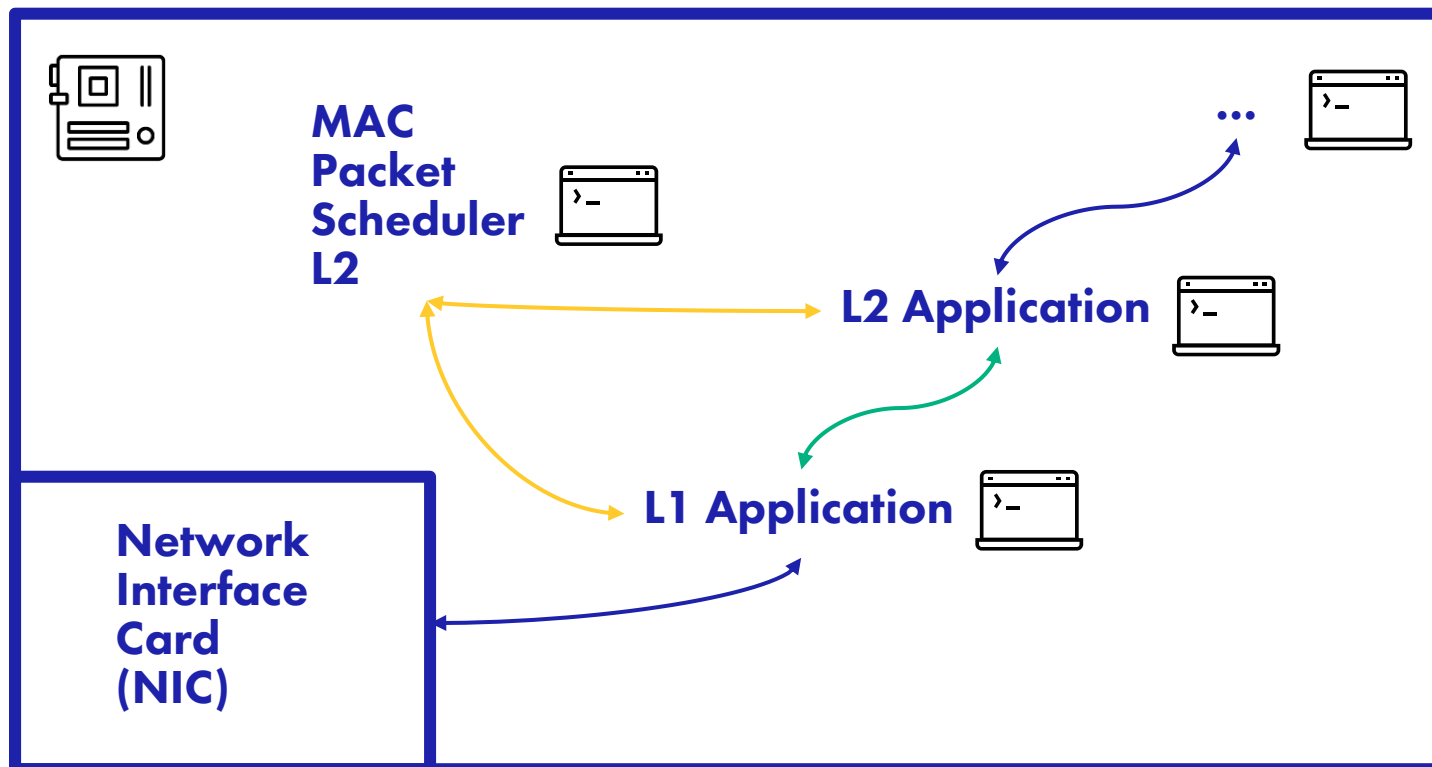 MAC
Packet
Scheduler
L2
...
L2 Application
L1 Application
Network
Interface
Card
(NIC)